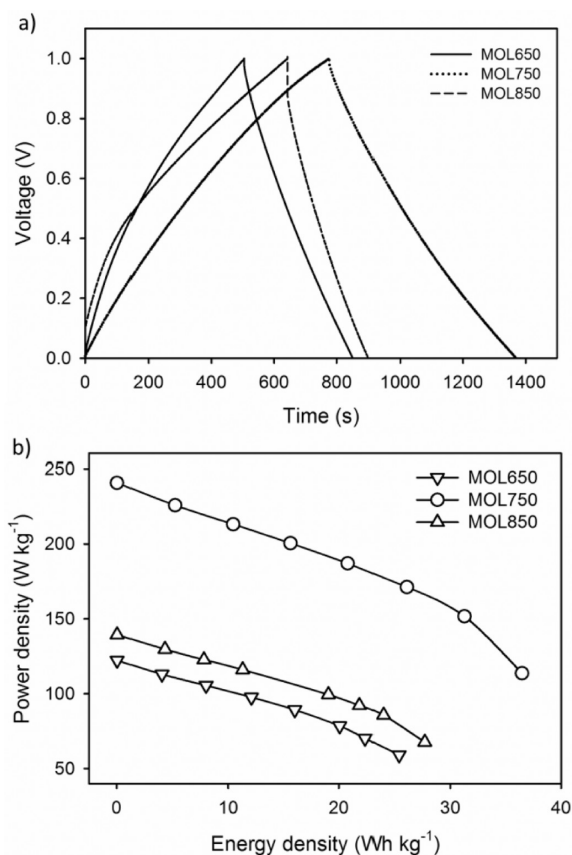 a)
1.0
0.8
0.6
0.4
0.2
0.0
Voltage (V)
MOL650
MOL750
MOL850
0 200 400 600 800 1000 1200 1400
Time (s)
b)
250
200
150
100
50
Power density (W kg⁻¹)
MOL650
MOL750
MOL850
0 10 20 30 40
Energy density (Wh kg⁻¹)